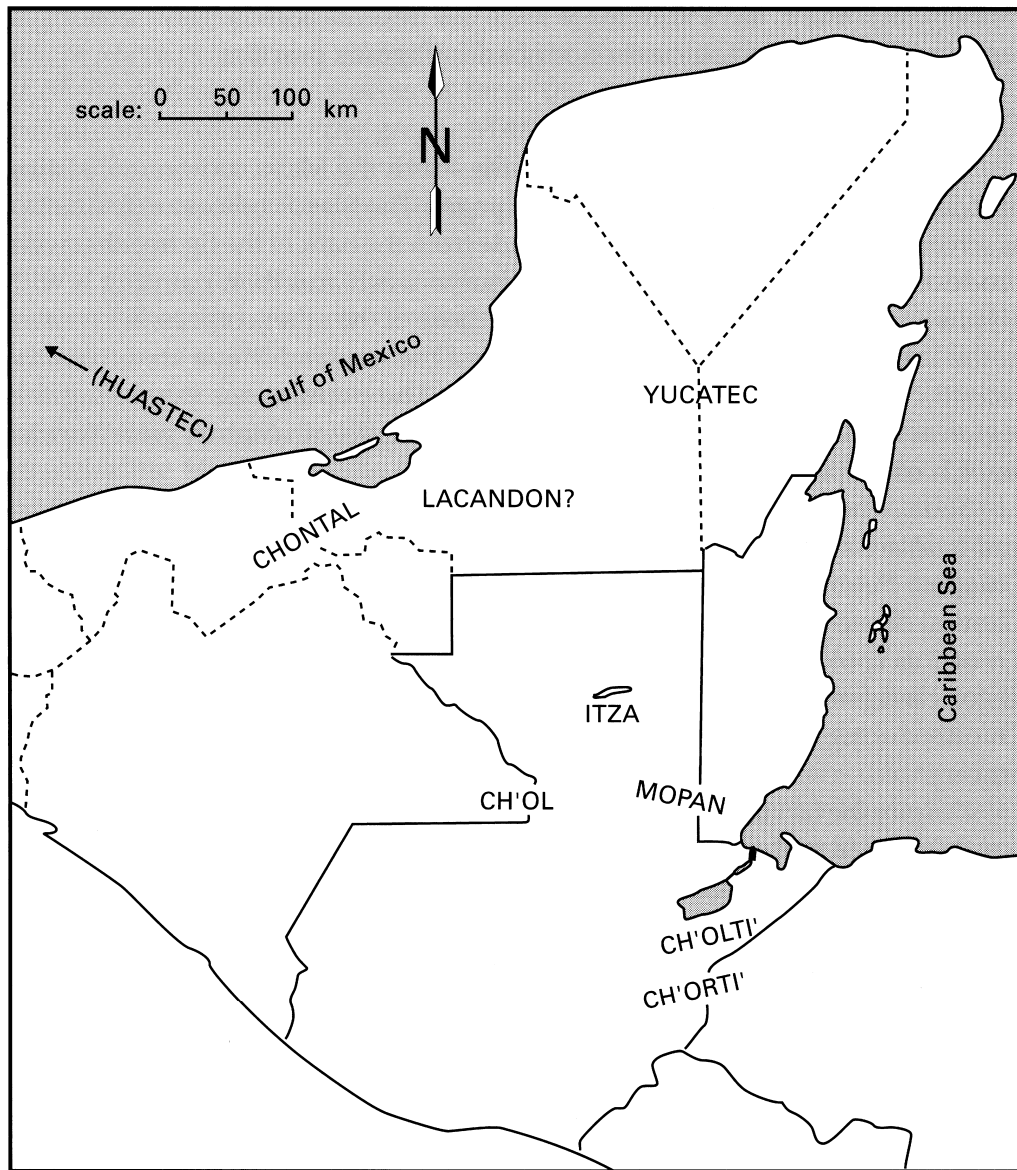 scale: 0 50 100 km
N
Gulf of Mexico
(HUASTEC)
YUCATEC
LACANDON?
CHONTAL
Caribbean Sea
ITZA
CH'OL
MOPAN
CH'OLTI'
CH'ORTI'